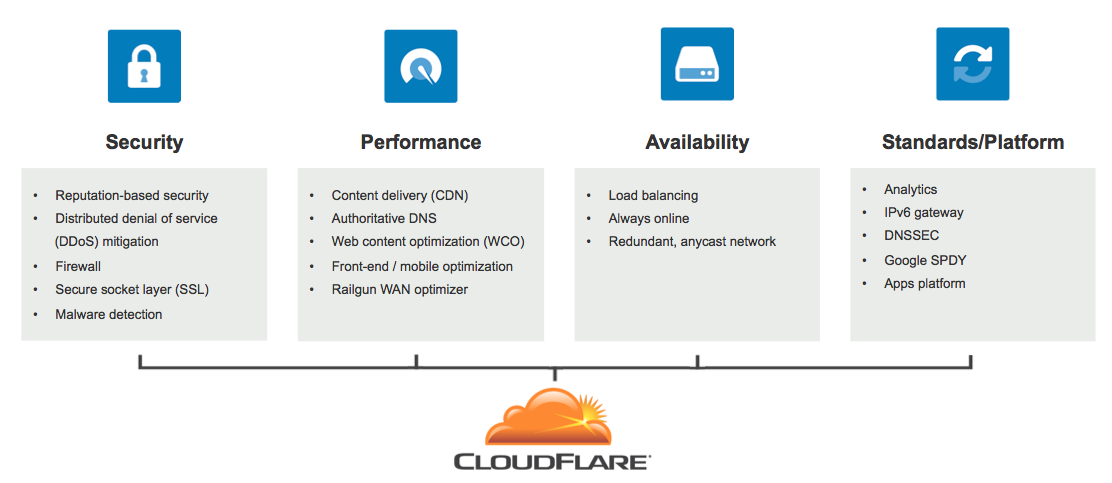 Security
• Reputation-based security
• Distributed denial of service
(DDoS) mitigation
• Firewall
• Secure socket layer (SSL)
• Malware detection
Performance
• Content delivery (CDN)
• Authoritative DNS
• Web content optimization (WCO)
• Front-end / mobile optimization
• Railgun WAN optimizer
Availability
• Load balancing
• Always online
• Redundant, anycast network
Standards/Platform
• Analytics
• IPv6 gateway
• DNSSEC
• Google SPDY
• Apps platform
CLOUDFLARE